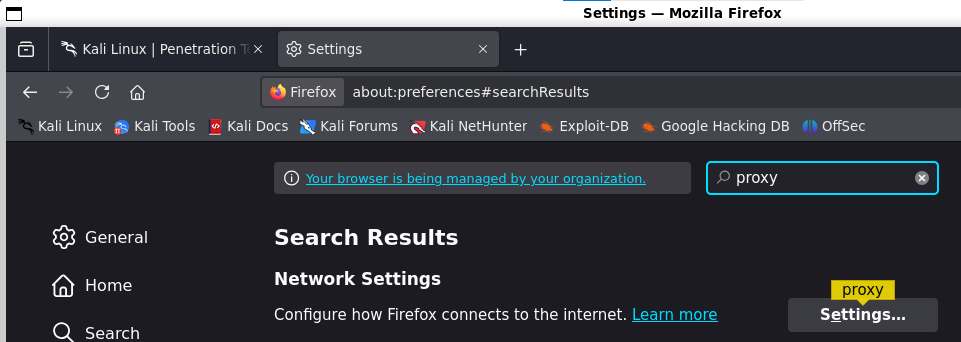 Settings — Mozilla Firefox
Kali Linux | Penetration T
Settings
Firefox about:preferences#searchResults
Kali Linux Kali Tools Kali Docs Kali Forums Kali NetHunter Exploit-DB Google Hacking DB OffSec
Your browser is being managed by your organization.
proxy
General
Search Results
Home
Network Settings
proxy
Configure how Firefox connects to the internet. Learn more
Settings...
Search